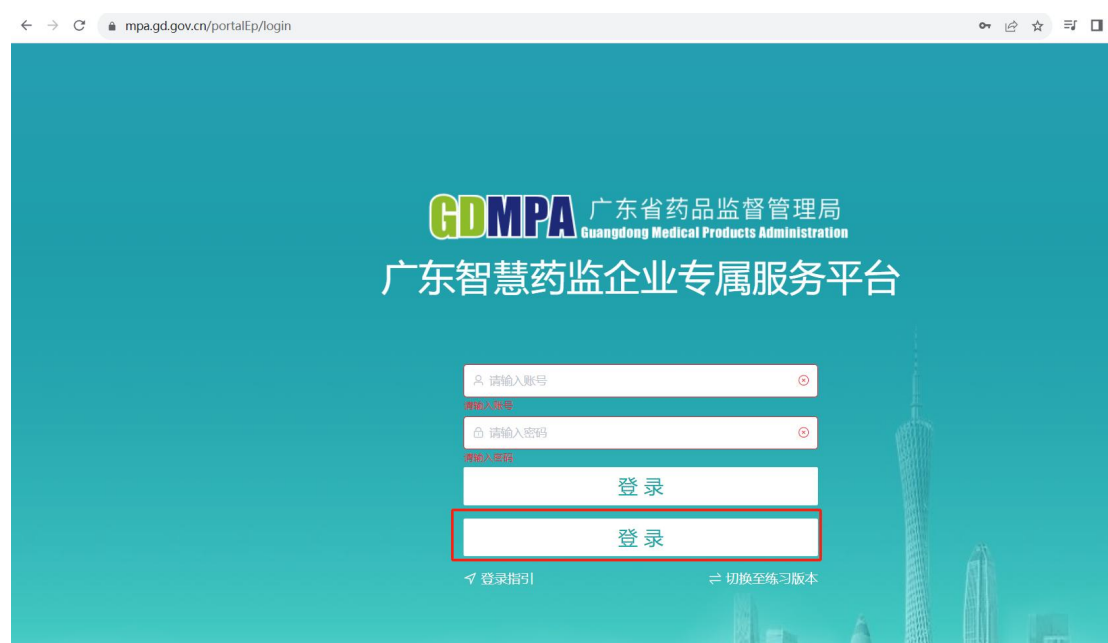 mpa.gd.gov.cn/portalEp/login
GDMPA 广东省药品监督管理局
Guangdong Medical Products Administration
广东智慧药监企业专属服务平台
请输入账号
请输入账号
请输入密码
请输入密码
登录
登录
登录指引
切换至练习版本